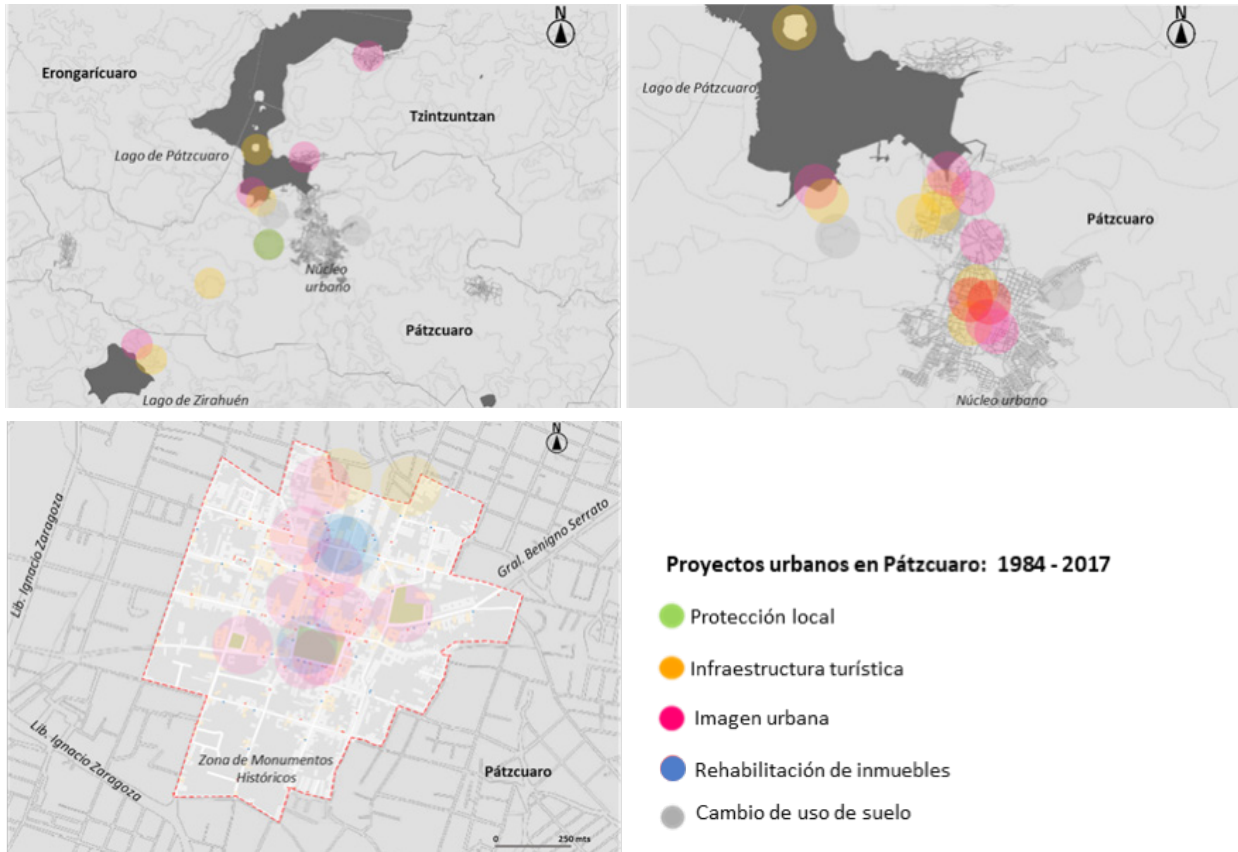 N
Erongarícuaro
Tzintzuntzan
Lago de Pátzcuaro
Núcleo
urbano
Pátzcuaro
Lago de Zirahuén
N
Lago de Pátzcuaro
Pátzcuaro
Núcleo urbano
N
Lib. Ignacio Zaragoza
Gral. Benigno Serrato
Lib. Ignacio Zaragoza
Zona de Monumentos
Históricos
Pátzcuaro
0 250 mts
Proyectos urbanos en Pátzcuaro: 1984 - 2017
Protección local
Infraestructura turística
Imagen urbana
Rehabilitación de inmuebles
Cambio de uso de suelo